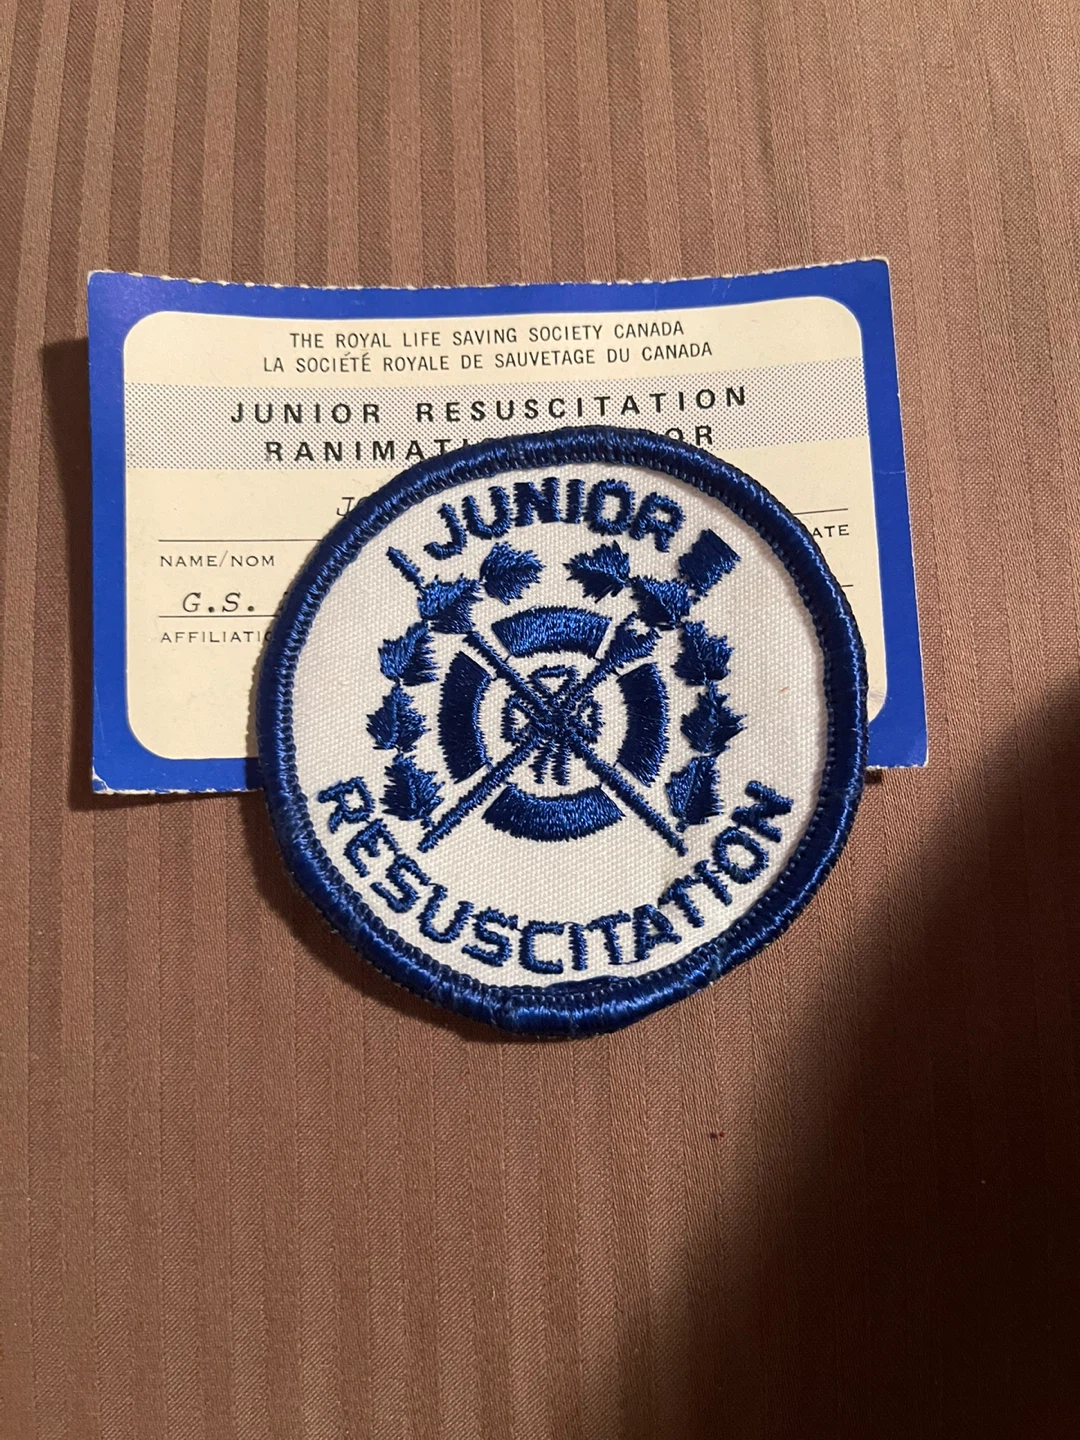 THE ROYAL LIFE SAVING SOCIETY CANADA
LA SOCIÉTÉ ROYALE DE SAUVETAGE DU CANADA
JUNIOR RESUSCITATION
NAME/NOM
G.S.
JUNIOR
RESUSCITATION